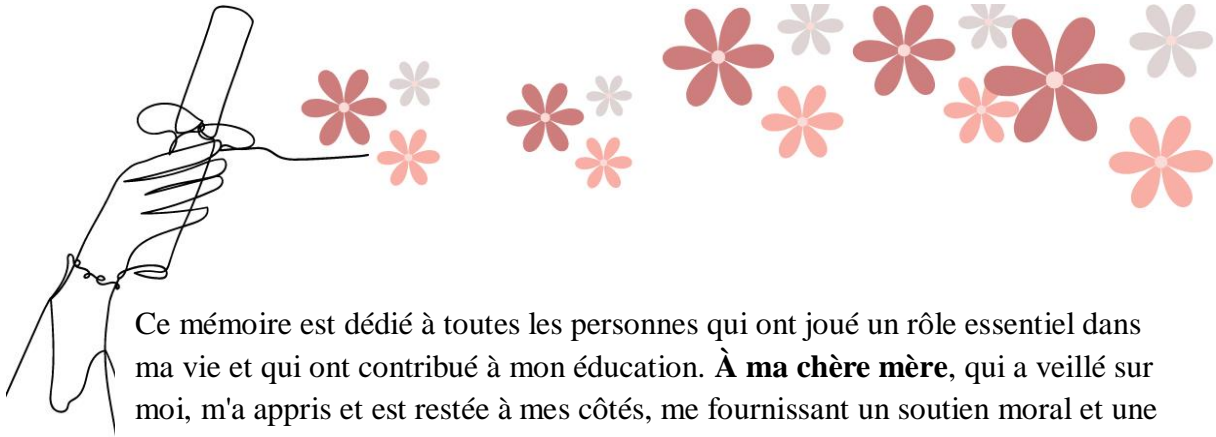 Ce mémoire est dédié à toutes les personnes qui ont joué un rôle essentiel dans
ma vie et qui ont contribué à mon éducation. À ma chère mère, qui a veillé sur
moi, m'a appris et est restée à mes côtés, me fournissant un soutien moral et une